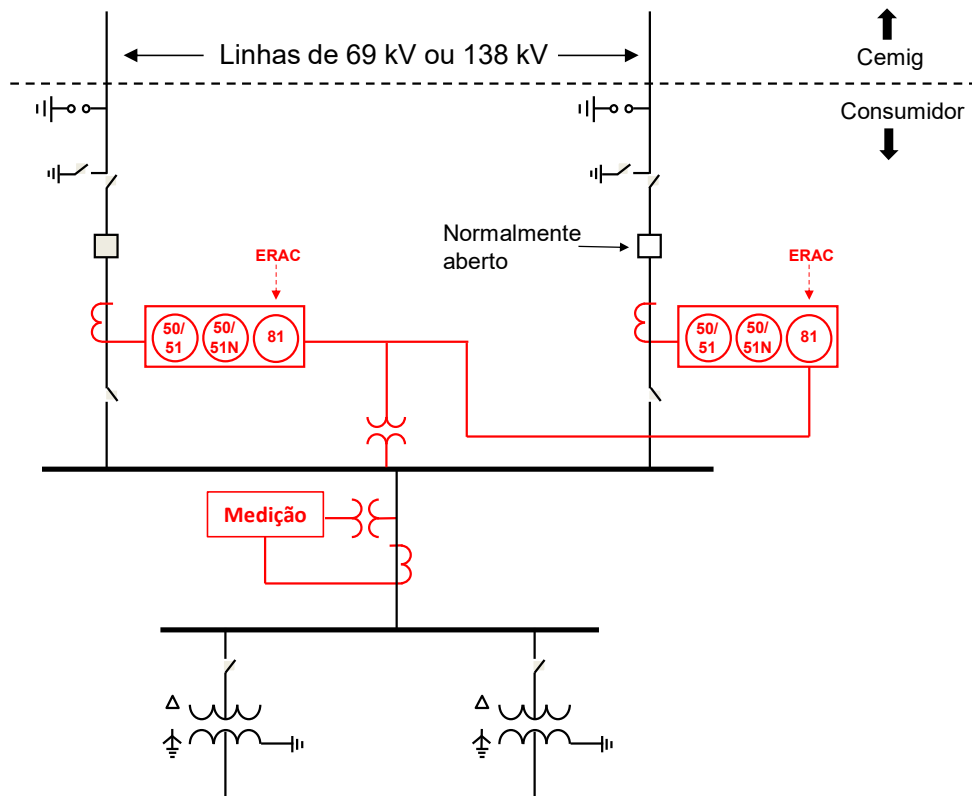 Linhas de 69 kV ou 138 kV
Cemig
Consumidor
Normalmente
aberto
ERAC
50/
51
50/
51N
81
ERAC
50/
51
50/
51N
81
Medição
Δ
Δ